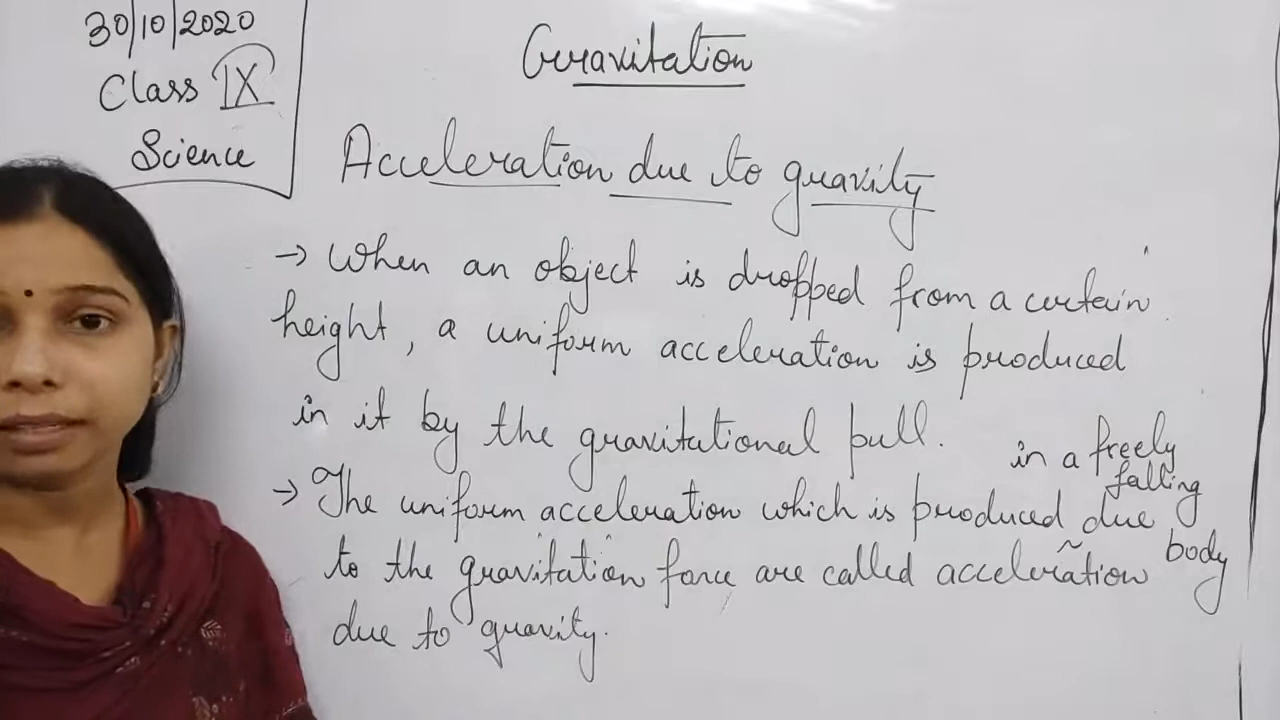 30/10/2020
Class IX
Science
Gravitation
Acceleration due to gravity
→ When an object is dropped from a certain
height, a uniform acceleration is produced
in it by the gravitational pull.
→ The uniform acceleration which is produced in a freely falling body due
to the gravitation force are called acceleration
due to gravity.